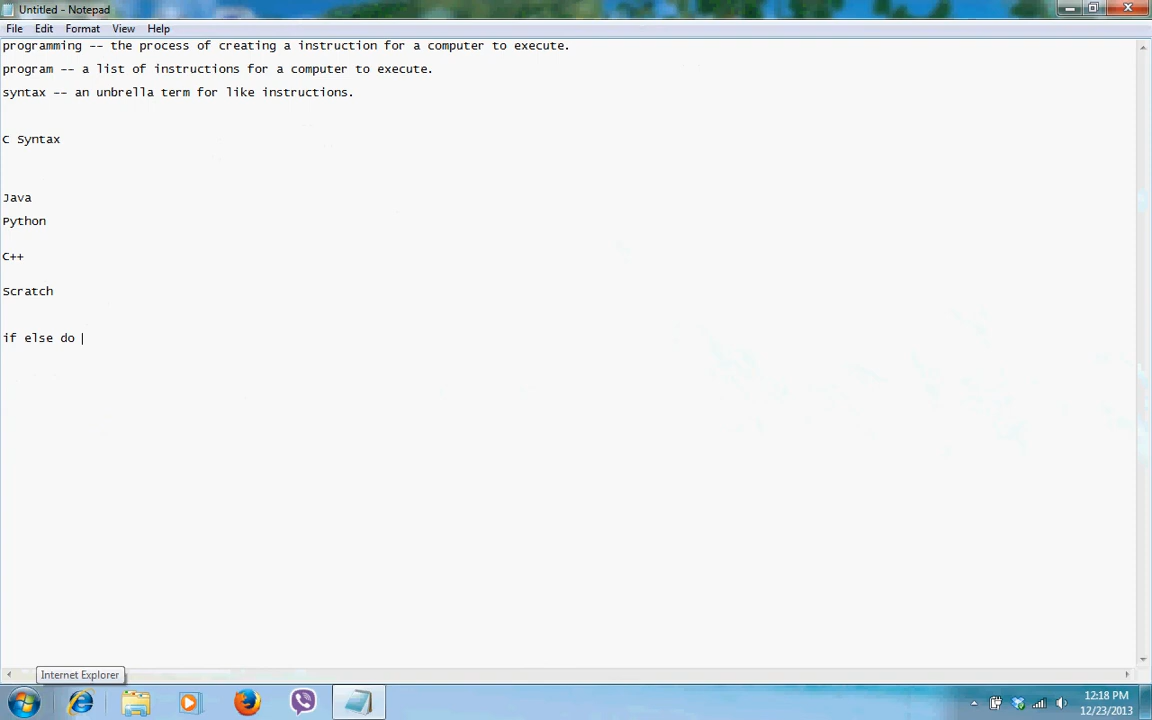 Untitled - Notepad
File Edit Format View Help
programming -- the process of creating a instruction for a computer to execute.
program -- a list of instructions for a computer to execute.
syntax -- an unbrella term for like instructions.
C Syntax
Java
Python
C++
Scratch
if else do
Internet Explorer
12:18 PM
12/23/2013